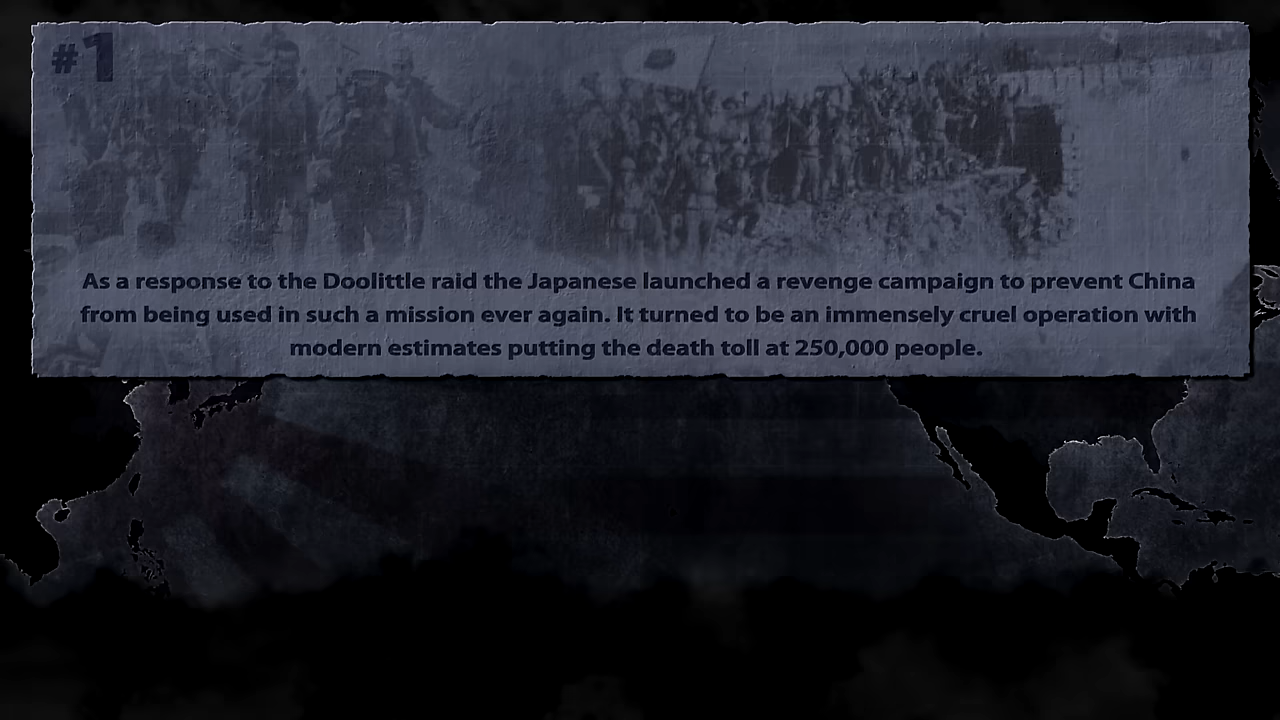 #1
As a response to the Doolittle raid the Japanese launched a revenge campaign to prevent China
from being used in such a mission ever again. It turned to be an immensely cruel operation with
modern estimates putting the death toll at 250,000 people.